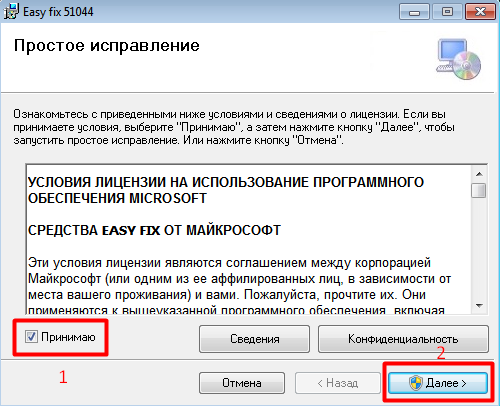 Easy fix 51044
Простое исправление
Ознакомьтесь с приведенными ниже условиями и сведениями о лицензии. Если вы
принимаете условия, выберите "Принимаю", а затем нажмите кнопку "Далее", чтобы
запустить простое исправление. Или нажмите кнопку "Отмена".
УСЛОВИЯ ЛИЦЕНЗИИ НА ИСПОЛЬЗОВАНИЕ ПРОГРАММНОГО
ОБЕСПЕЧЕНИЯ MICROSOFT
СРЕДСТВА EASY FIX ОТ МАЙКРОСОФТ
Эти условия лицензии являются соглашением между корпорацией
Майкрософт (или одним из ее аффилированных лиц, в зависимости от
места вашего проживания) и вами. Пожалуйста, прочтите их. Они
применяются к вышеуказанной программного обеспечения, включая
Принимаю
Сведения
Конфиденциальность
1
2
Отмена
< Назад
Далее >